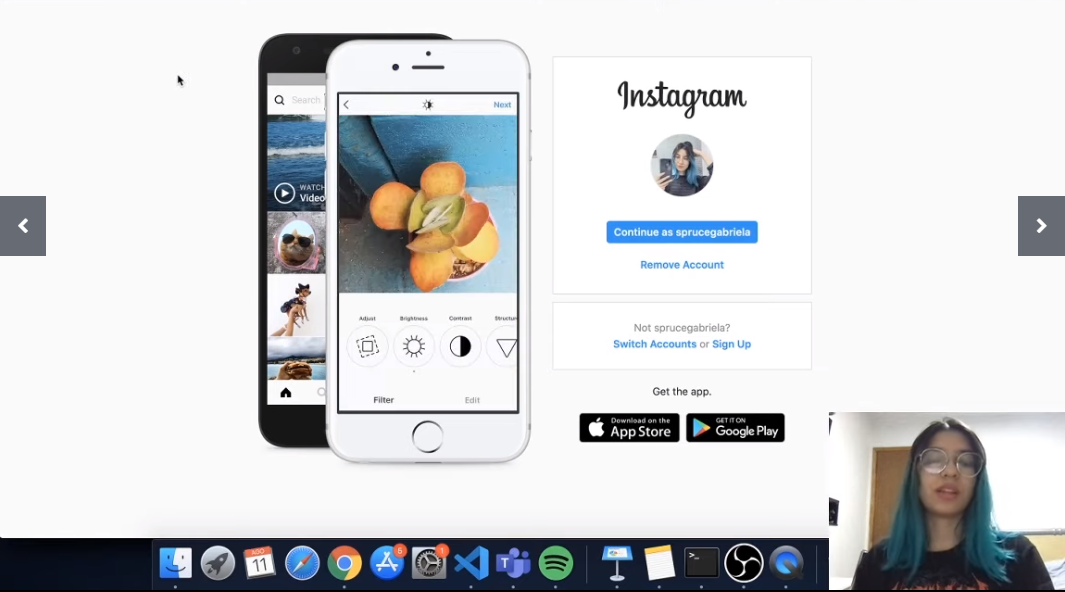 Instagram
Search
Next
WATCH
Video
Continue as sprucegabriela
Remove Account
Adjust
Brightness
Contrast
Structur
Not sprucegabriela?
Switch Accounts or Sign Up
Filter
Edit
Get the app.
Download on the
App Store
GET IT ON
Google Play
AGO
11
6
1